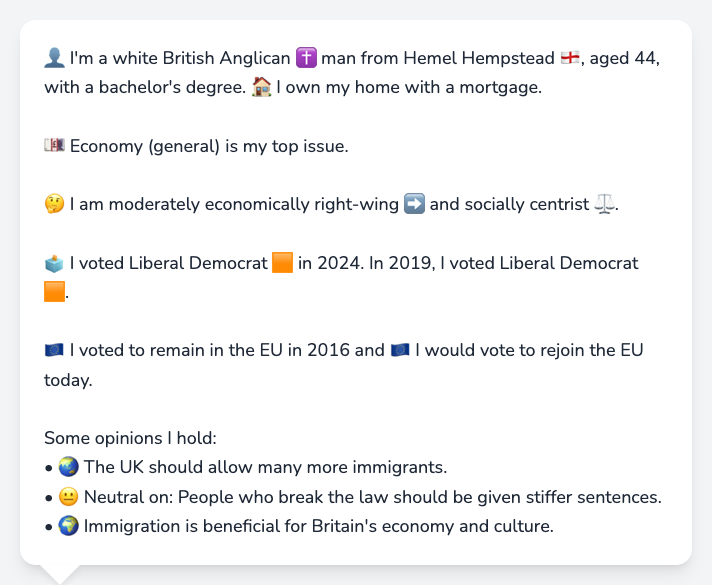 👤 I'm a white British Anglican ✝️ man from Hemel Hempstead 🏴󠁧󠁢󠁥󠁮󠁧󠁿, aged 44,
with a bachelor's degree. 🏠 I own my home with a mortgage.
💷 Economy (general) is my top issue.
🤔 I am moderately economically right-wing ➡️ and socially centrist ⚖️.
🗳️ I voted Liberal Democrat 🟧 in 2024. In 2019, I voted Liberal Democrat
🟧.
🇪🇺 I voted to remain in the EU in 2016 and 🇪🇺 I would vote to rejoin the EU
today.
Some opinions I hold:
• 🌏 The UK should allow many more immigrants.
• 😐 Neutral on: People who break the law should be given stiffer sentences.
• 🌍 Immigration is beneficial for Britain's economy and culture.